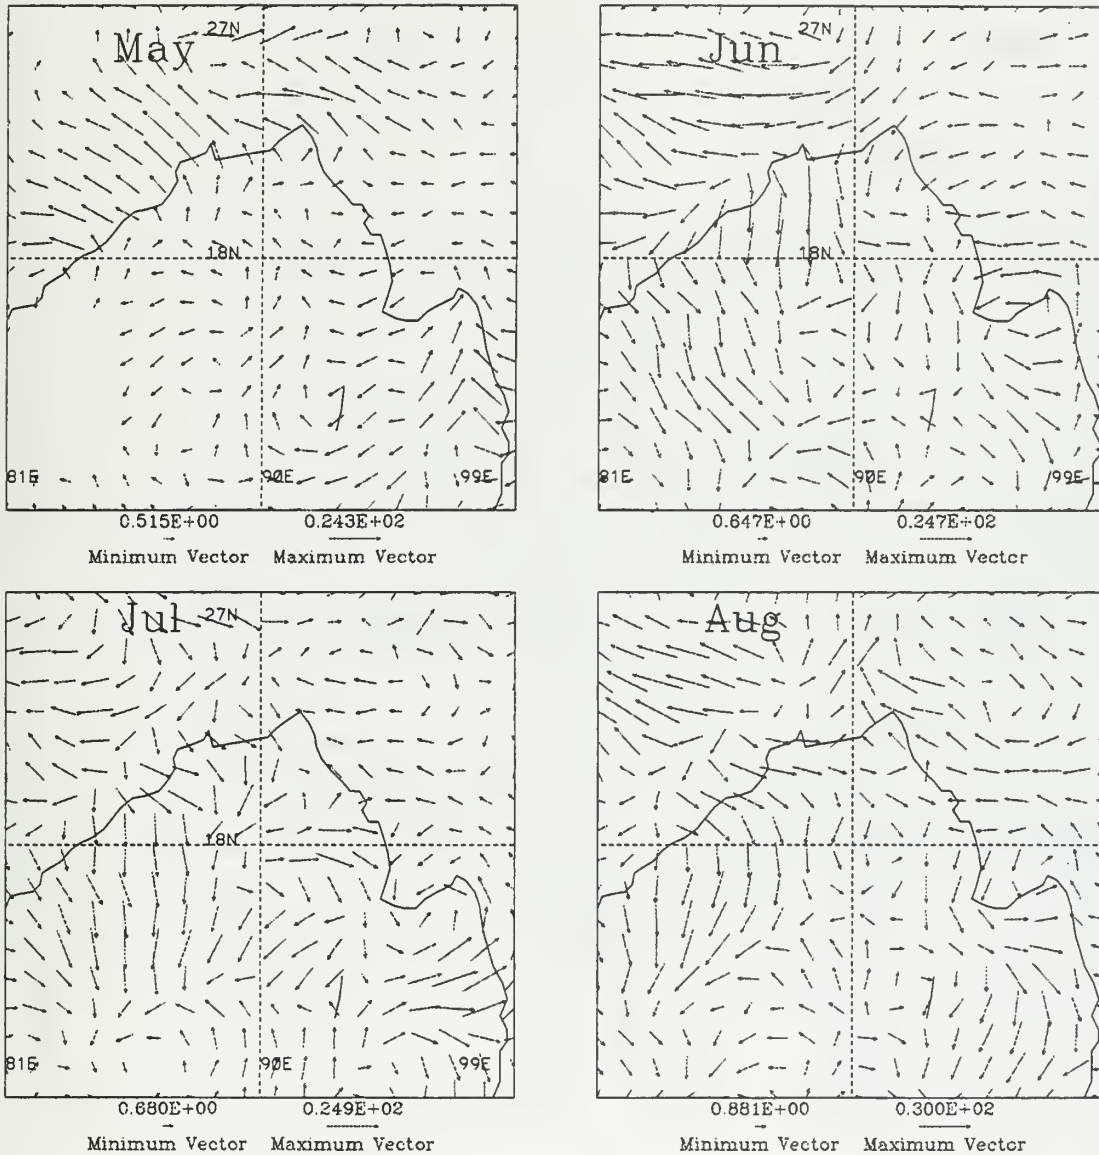 May
27N
18N
81E
90E
99E
0.515E+00 0.243E+02
Minimum Vector Maximum Vector
Jun
27N
18N
81E
90E
99E
0.647E+00 0.247E+02
Minimum Vector Maximum Vector
Jul
27N
18N
81E
90E
99E
0.680E+00 0.249E+02
Minimum Vector Maximum Vector
Aug
0.881E+00 0.300E+02
Minimum Vector Maximum Vector